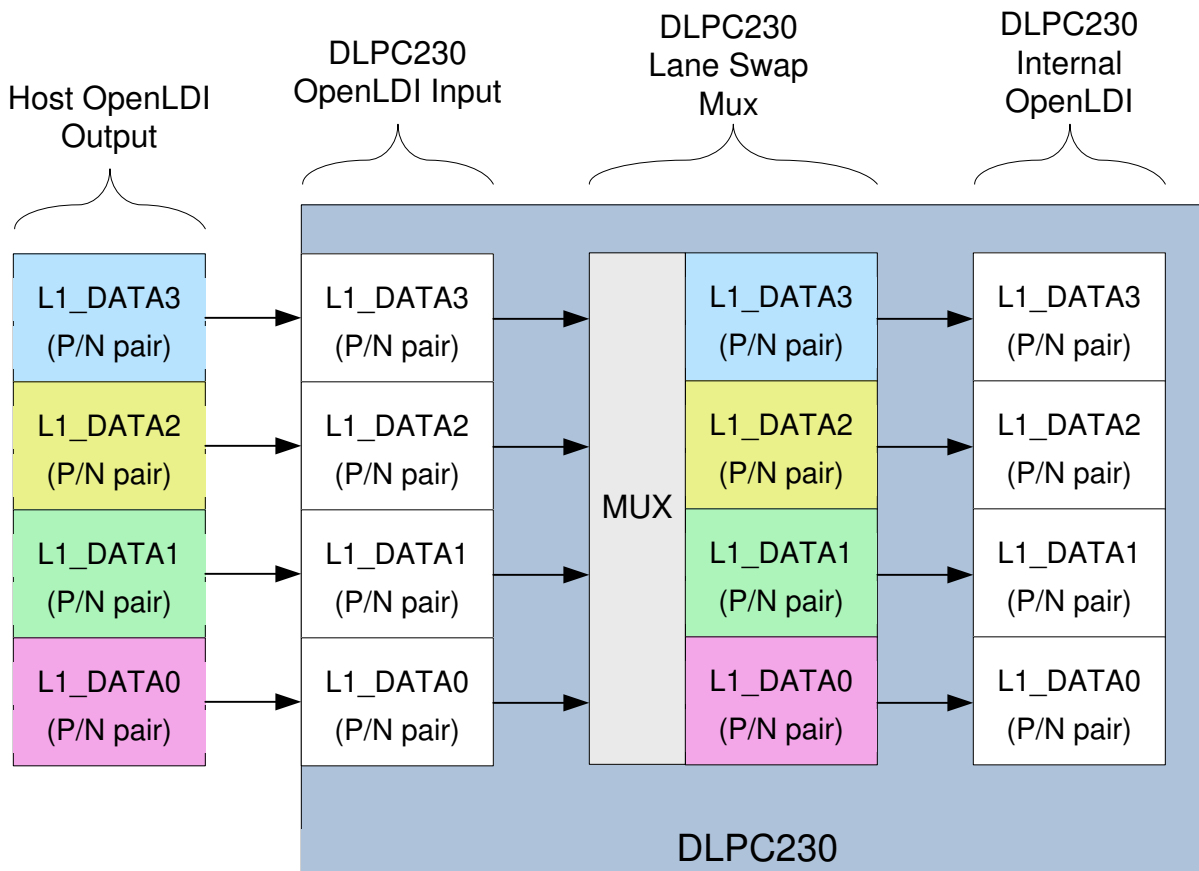 Host OpenLDI
Output
DLPC230
OpenLDI Input
DLPC230
Lane Swap
Mux
DLPC230
Internal
OpenLDI
L1_DATA3
(P/N pair)
L1_DATA2
(P/N pair)
L1_DATA1
(P/N pair)
L1_DATA0
(P/N pair)
L1_DATA3
(P/N pair)
L1_DATA2
(P/N pair)
L1_DATA1
(P/N pair)
L1_DATA0
(P/N pair)
MUX
L1_DATA3
(P/N pair)
L1_DATA2
(P/N pair)
L1_DATA1
(P/N pair)
L1_DATA0
(P/N pair)
L1_DATA3
(P/N pair)
L1_DATA2
(P/N pair)
L1_DATA1
(P/N pair)
L1_DATA0
(P/N pair)
DLPC230